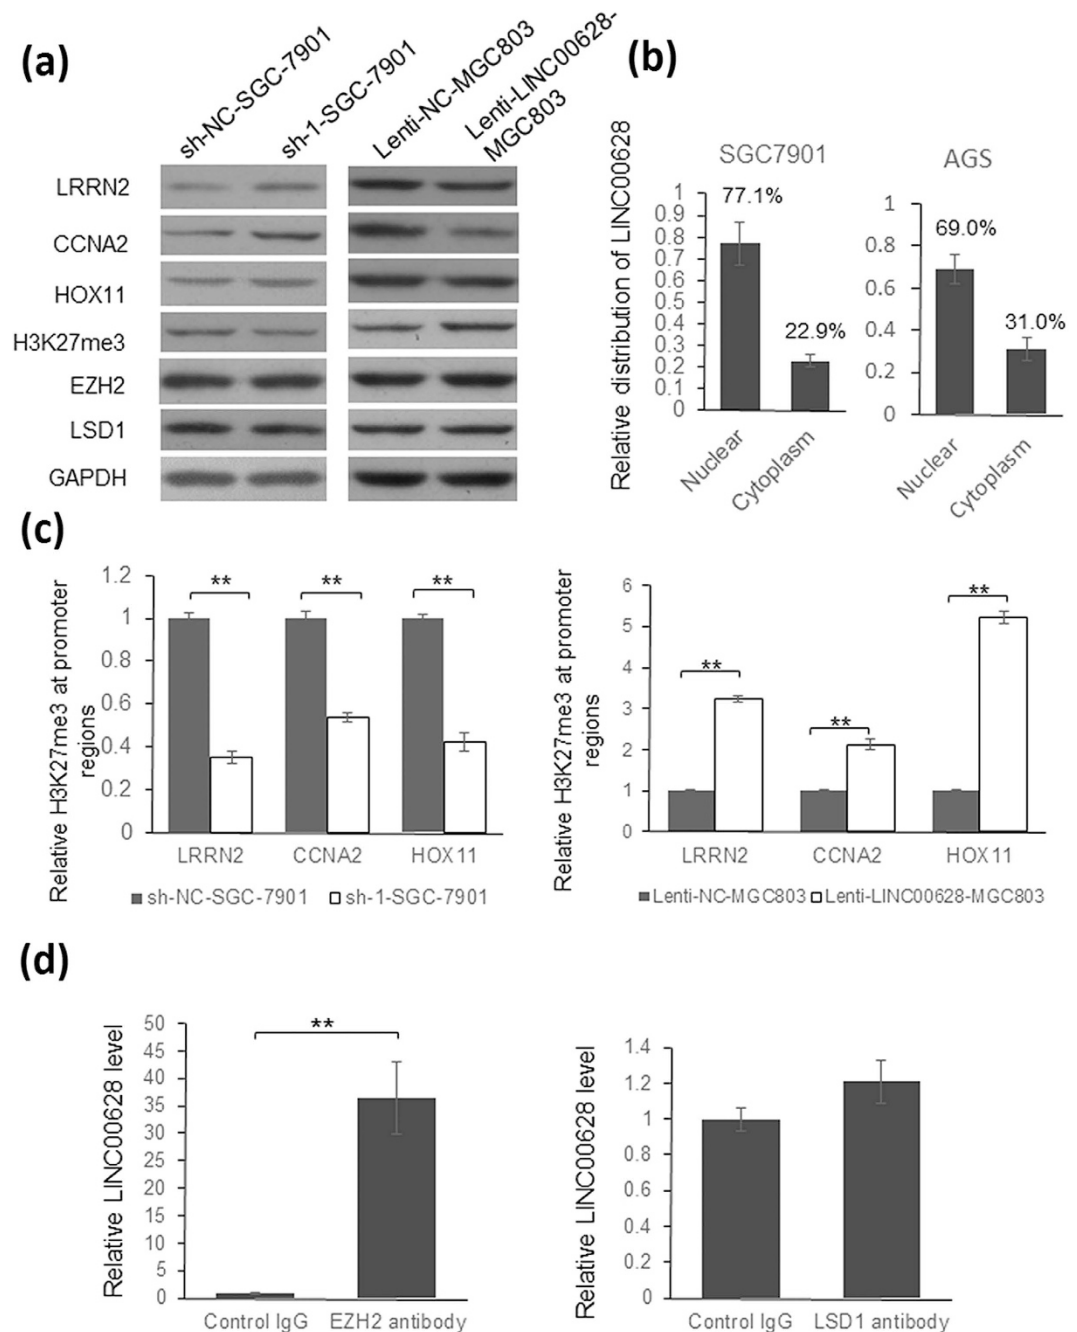 (a)
sh-NC-SGC-7901
sh-1-SGC-7901
Lenti-NC-MGC803
Lenti-LINC00628-
MGC803
LRRN2
CCNA2
HOX11
H3K27me3
EZH2
LSD1
GAPDH
(b)
Relative distribution of LINC00628
SGC7901
1
0.9
0.8
0.7
0.6
0.5
0.4
0.3
0.2
0.1
0
77.1%
22.9%
Nuclear
Cytoplasm
AGS
1
0.8
0.6
0.4
0.2
0
69.0%
31.0%
Nuclear
Cytoplasm
(c)
Relative H3K27me3 at promoter
regions
1.2
1
0.8
0.6
0.4
0.2
0
**
**
**
LRRN2
CCNA2
HOX11
sh-NC-SGC-7901
sh-1-SGC-7901
Relative H3K27me3 at promoter
regions
6
5
4
3
2
1
0
**
**
**
LRRN2
CCNA2
HOX11
Lenti-NC-MGC803
Lenti-LINC00628-MGC803
(d)
Relative LINC00628 level
50
45
40
35
30
25
20
15
10
5
0
**
Control IgG
EZH2 antibody
Relative LINC00628 level
1.4
1.2
1
0.8
0.6
0.4
0.2
0
Control IgG
LSD1 antibody